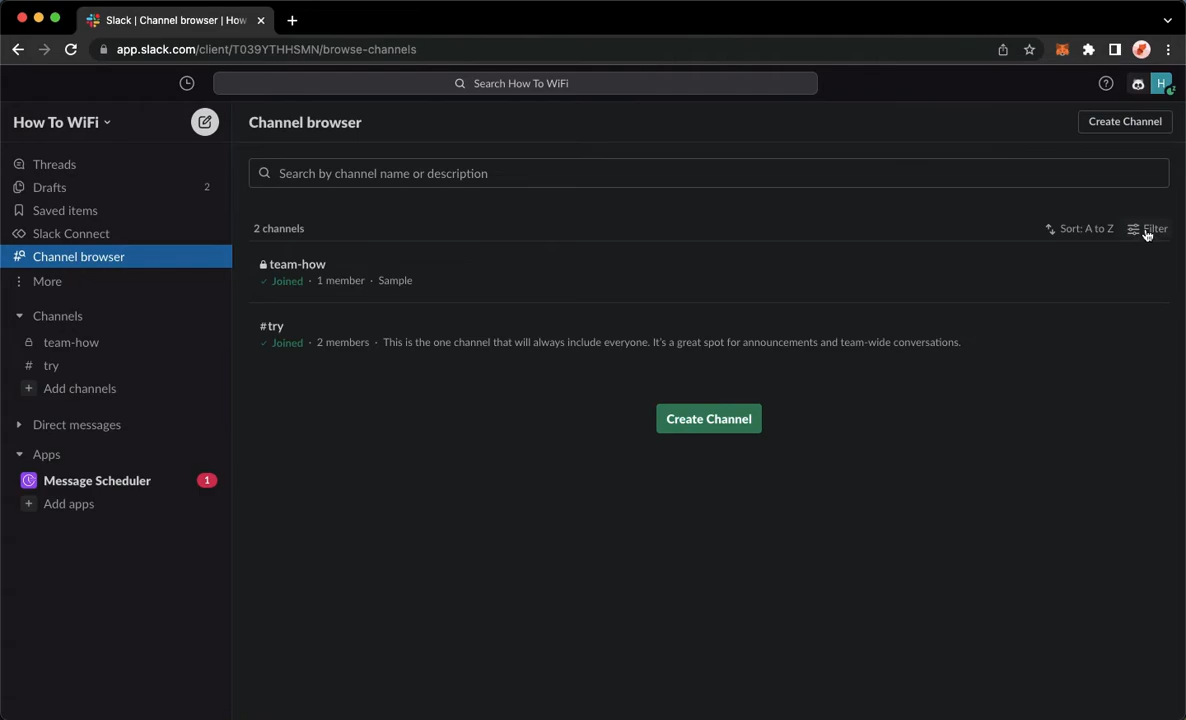 Slack | Channel browser | How
app.slack.com/client/T039YTHHSMN/browse-channels
Search How To WiFi
H
How To WiFi
Channel browser
Create Channel
Threads
Search by channel name or description
Drafts 2
Saved items
Slack Connect
2 channels
Sort: A to Z
Filter
Channel browser
More
team-how
✓ Joined · 1 member · Sample
Channels
team-how
# try
✓ Joined · 2 members · This is the one channel that will always include everyone. It's a great spot for announcements and team-wide conversations.
# try
+ Add channels
Create Channel
Direct messages
Apps
Message Scheduler 1
+ Add apps